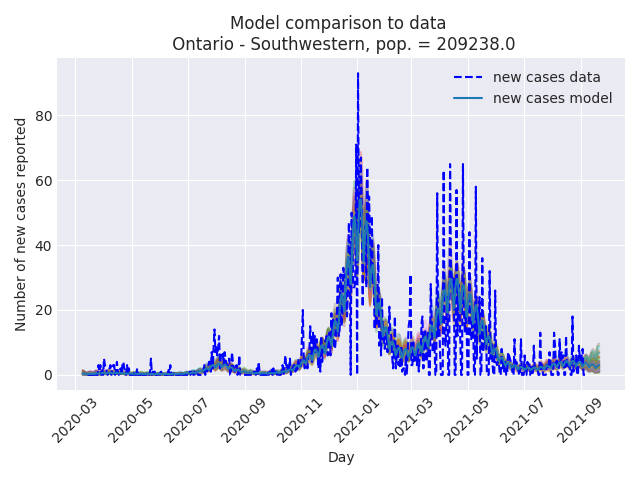 Model comparison to data
Ontario - Southwestern, pop. = 209238.0
new cases data
new cases model
Number of new cases reported
80
60
40
20
0
2020-03
2020-05
2020-07
2020-09
2020-11
2021-01
2021-03
2021-05
2021-07
2021-09
Day